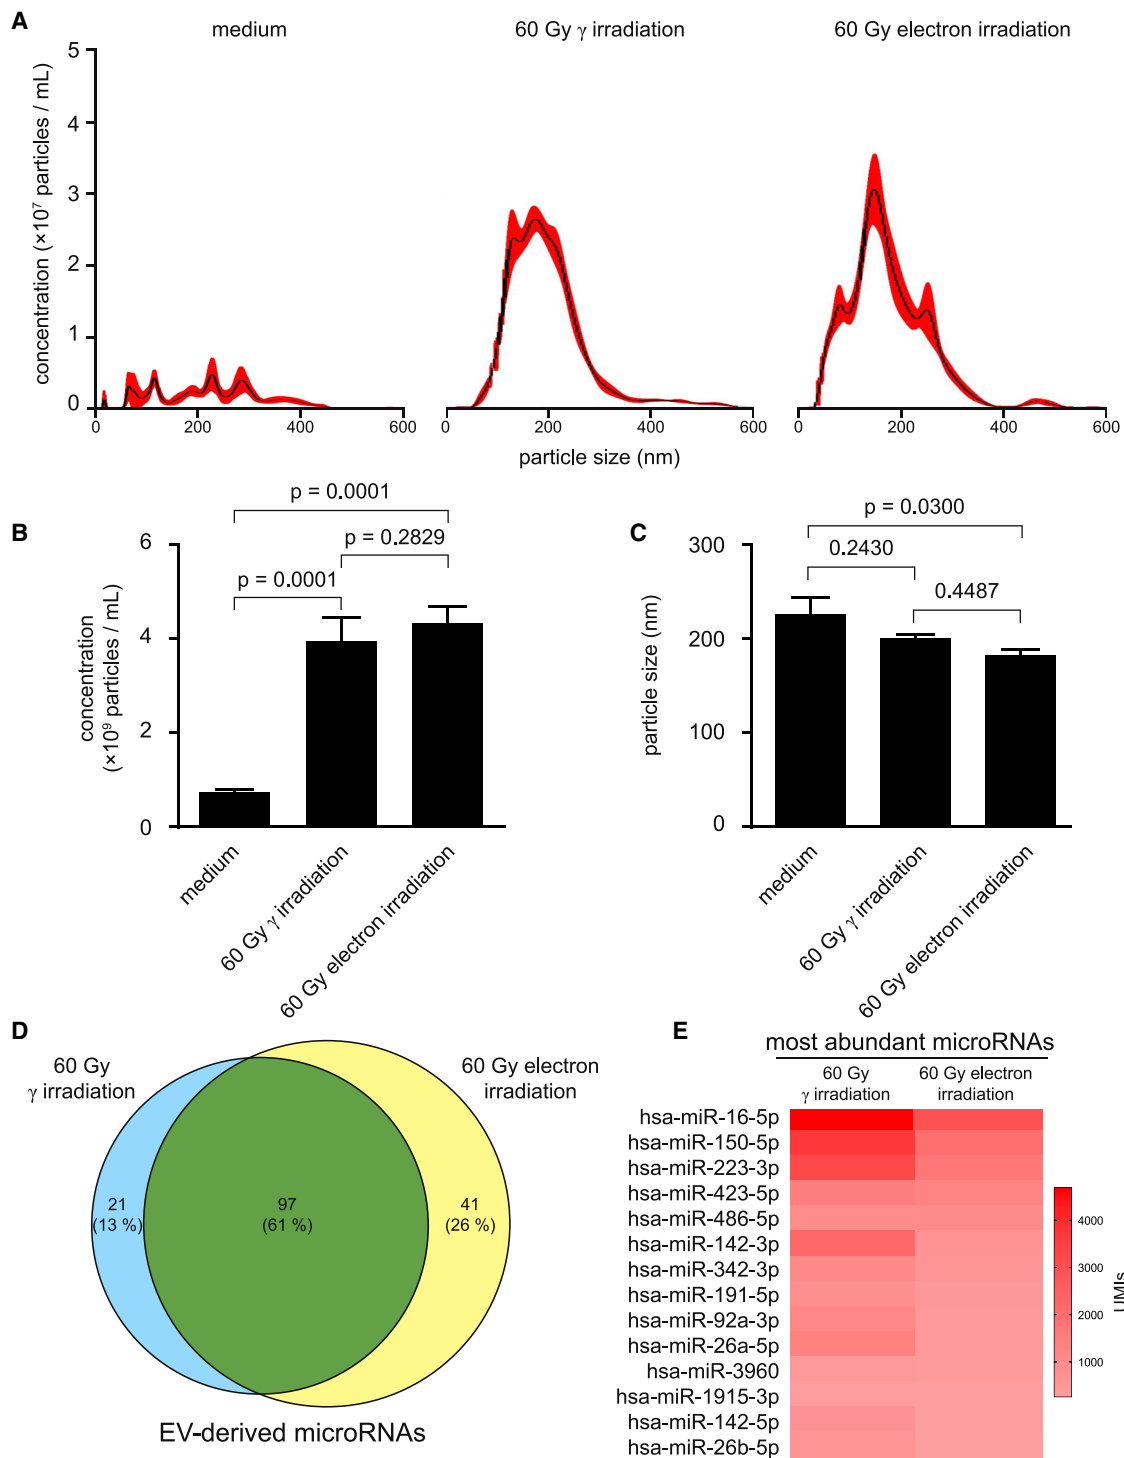 A
medium
60 Gy γ irradiation
60 Gy electron irradiation
concentration (×10⁷ particles / mL)
5
4
3
2
1
0
0
200
400
600
0
200
400
600
0
200
400
600
particle size (nm)
B
p = 0.0001
p = 0.2829
p = 0.0001
concentration
(×10⁹ particles / mL)
6
4
2
0
medium
60 Gy γ irradiation
60 Gy electron irradiation
C
p = 0.0300
0.2430
0.4487
particle size (nm)
300
200
100
0
medium
60 Gy γ irradiation
60 Gy electron irradiation
D
60 Gy
γ irradiation
60 Gy electron
irradiation
21
(13 %)
97
(61 %)
41
(26 %)
EV-derived microRNAs
E
most abundant microRNAs
60 Gy
γ irradiation
60 Gy electron
irradiation
hsa-miR-16-5p
hsa-miR-150-5p
hsa-miR-223-3p
hsa-miR-423-5p
hsa-miR-486-5p
hsa-miR-142-3p
hsa-miR-342-3p
hsa-miR-191-5p
hsa-miR-92a-3p
hsa-miR-26a-5p
hsa-miR-3960
hsa-miR-1915-3p
hsa-miR-142-5p
hsa-miR-26b-5p
4000
3000
2000
1000
UMIs